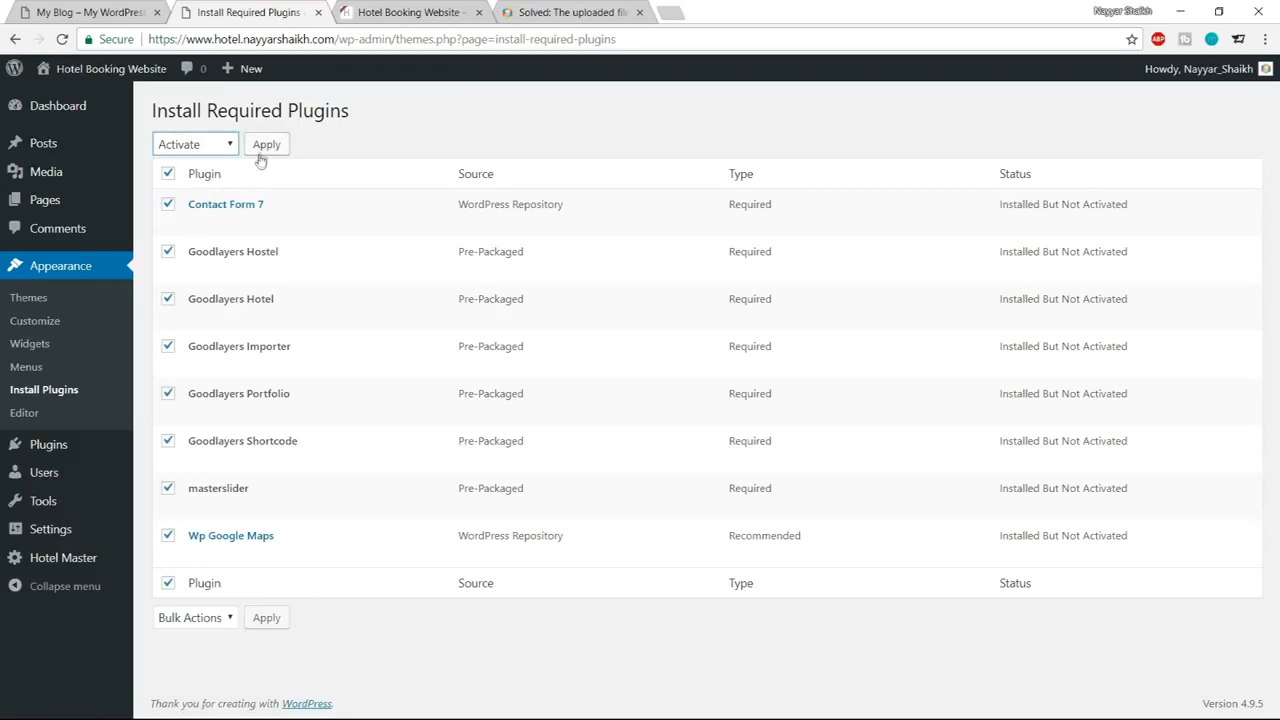 My Blog – My WordPress
Install Required Plugins
Hotel Booking Website –
Solved: The uploaded fil
Nayyar Shaikh
Secure https://www.hotel.nayyarshaikh.com/wp-admin/themes.php?page=install-required-plugins
ABP
Hotel Booking Website 0 New Howdy, Nayyar_Shaikh
Dashboard
Posts
Media
Pages
Comments
Appearance
Themes
Customize
Widgets
Menus
Install Plugins
Editor
Plugins
Users
Tools
Settings
Hotel Master
Collapse menu
Install Required Plugins
Activate Apply
Plugin Source Type Status
Contact Form 7 WordPress Repository Required Installed But Not Activated
Goodlayers Hostel Pre-Packaged Required Installed But Not Activated
Goodlayers Hotel Pre-Packaged Required Installed But Not Activated
Goodlayers Importer Pre-Packaged Required Installed But Not Activated
Goodlayers Portfolio Pre-Packaged Required Installed But Not Activated
Goodlayers Shortcode Pre-Packaged Required Installed But Not Activated
masterslider Pre-Packaged Required Installed But Not Activated
Wp Google Maps WordPress Repository Recommended Installed But Not Activated
Plugin Source Type Status
Bulk Actions Apply
Thank you for creating with WordPress. Version 4.9.5